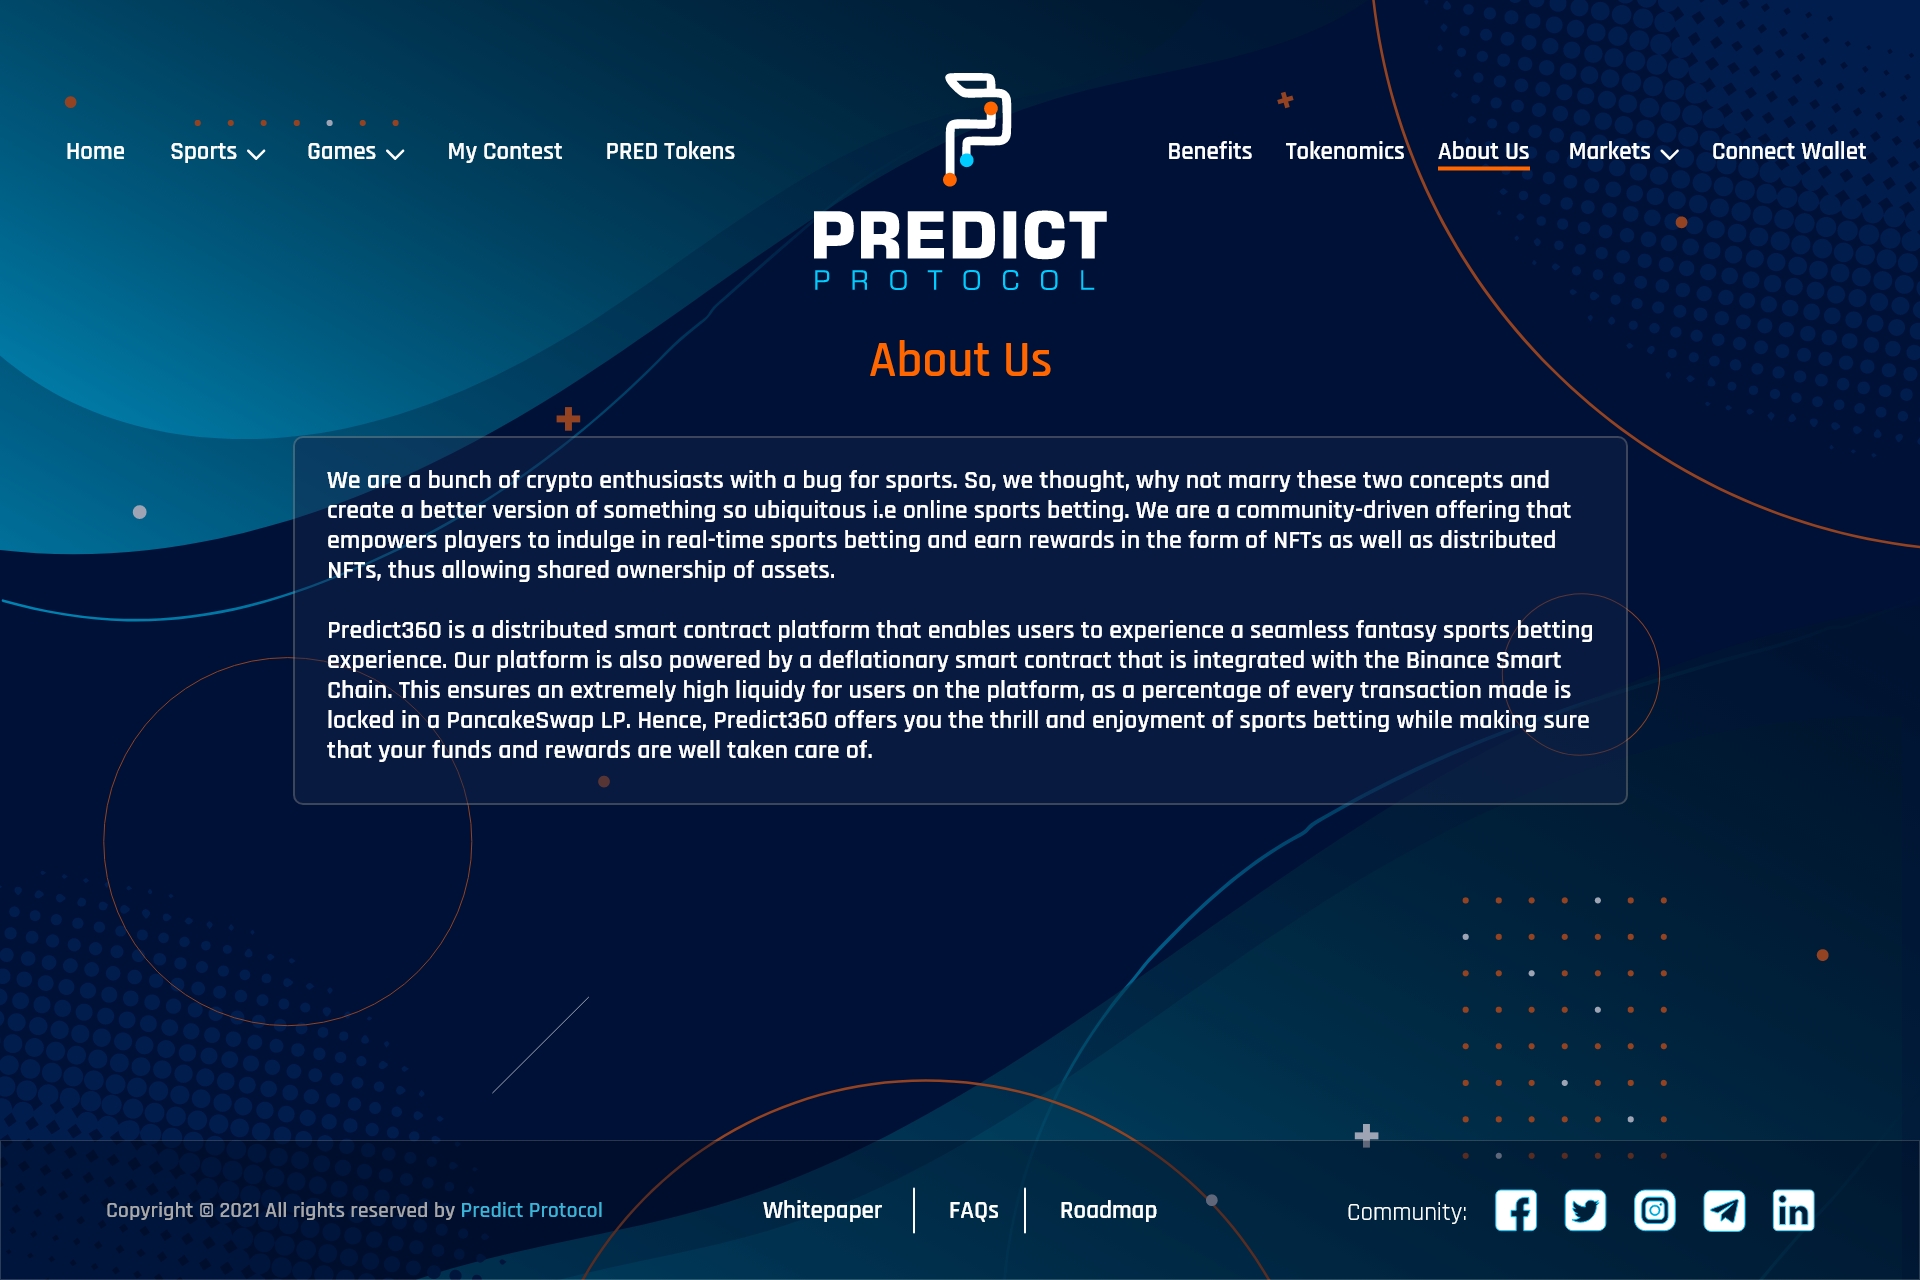 Home Sports Games My Contest PRED Tokens
Benefits Tokenomics About Us Markets Connect Wallet
PREDICT
PROTOCOL
About Us
We are a bunch of crypto enthusiasts with a bug for sports. So, we thought, why not marry these two concepts and
create a better version of something so ubiquitous i.e online sports betting. We are a community-driven offering that
empowers players to indulge in real-time sports betting and earn rewards in the form of NFTs as well as distributed
NFTs, thus allowing shared ownership of assets.
Predict360 is a distributed smart contract platform that enables users to experience a seamless fantasy sports betting
experience. Our platform is also powered by a deflationary smart contract that is integrated with the Binance Smart
Chain. This ensures an extremely high liquidy for users on the platform, as a percentage of every transaction made is
locked in a PancakeSwap LP. Hence, Predict360 offers you the thrill and enjoyment of sports betting while making sure
that your funds and rewards are well taken care of.
Copyright © 2021 All rights reserved by Predict Protocol
Whitepaper FAQs Roadmap
Community: